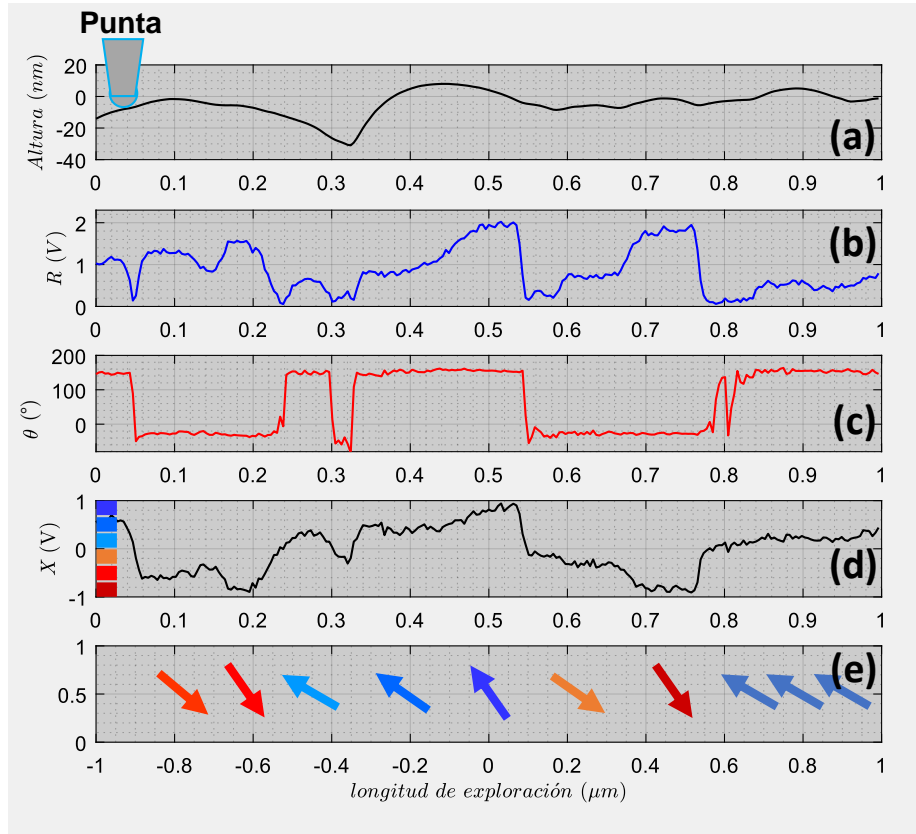 Punta
Altura (nm)
20
0
-20
-40
(a)
0 0.1 0.2 0.3 0.4 0.5 0.6 0.7 0.8 0.9 1
R (V)
2
1
0
(b)
0 0.1 0.2 0.3 0.4 0.5 0.6 0.7 0.8 0.9 1
θ (°)
200
100
0
(c)
0 0.1 0.2 0.3 0.4 0.5 0.6 0.7 0.8 0.9 1
X (V)
1
0
-1
(d)
0 0.1 0.2 0.3 0.4 0.5 0.6 0.7 0.8 0.9 1
1
0.5
0
(e)
-1 -0.8 -0.6 -0.4 -0.2 0 0.2 0.4 0.6 0.8 1
longitud de exploración (μm)